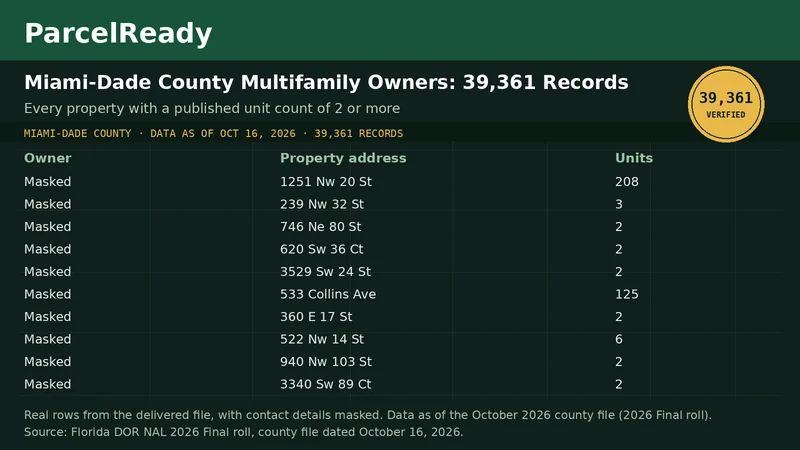 ParcelReady
Miami-Dade County Multifamily Owners: 39,361 Records
Every property with a published unit count of 2 or more
39,361
VERIFIED
MIAMI-DADE COUNTY · DATA AS OF OCT 16, 2026 · 39,361 RECORDS
Owner Property address Units
Masked 1251 Nw 20 St 208
Masked 239 Nw 32 St 3
Masked 746 Ne 80 St 2
Masked 620 Sw 36 Ct 2
Masked 3529 Sw 24 St 2
Masked 533 Collins Ave 125
Masked 360 E 17 St 2
Masked 522 Nw 14 St 6
Masked 940 Nw 103 St 2
Masked 3340 Sw 89 Ct 2
Real rows from the delivered file, with contact details masked. Data as of the October 2026 county file (2026 Final roll).
Source: Florida DOR NAL 2026 Final roll, county file dated October 16, 2026.